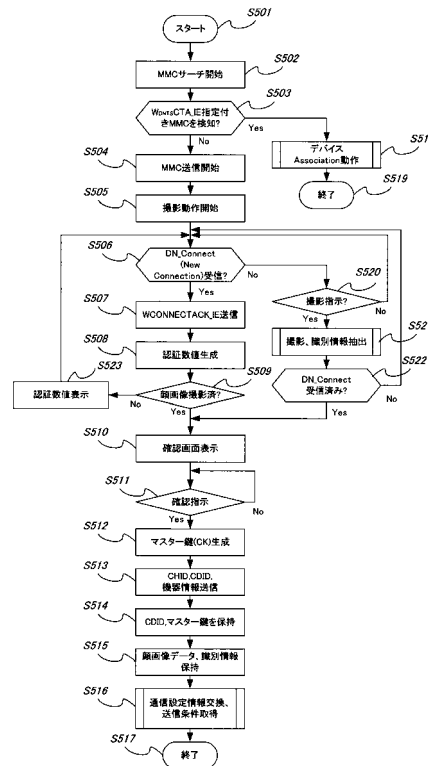 S501
スタート
S502
MMCサーチ開始
S503
WDNTSCTA_IE指定付
きMMCを検知?
Yes
No
S51
デバイス
Association動作
S519
終了
S504
MMC送信開始
S505
撮影動作開始
S506
DN_Connect
(New
Connection)受信?
No
Yes
S520
撮影指示?
No
Yes
S507
WCONNECTACK_IE送信
S52
撮影、識別情報抽出
S508
認証数値生成
S522
DN_Connect
受信済み?
No
Yes
S523
認証数値表示
S509
顔画像撮影済?
No
Yes
S510
確認画面表示
S511
確認指示
No
Yes
S512
マスター鍵(CK)生成
S513
CHID,CDID,
機器情報送信
S514
CDID,マスター鍵を保持
S515
顔画像データ、識別情報
保持
S516
通信設定情報交換、
送信条件取得
S517
終了